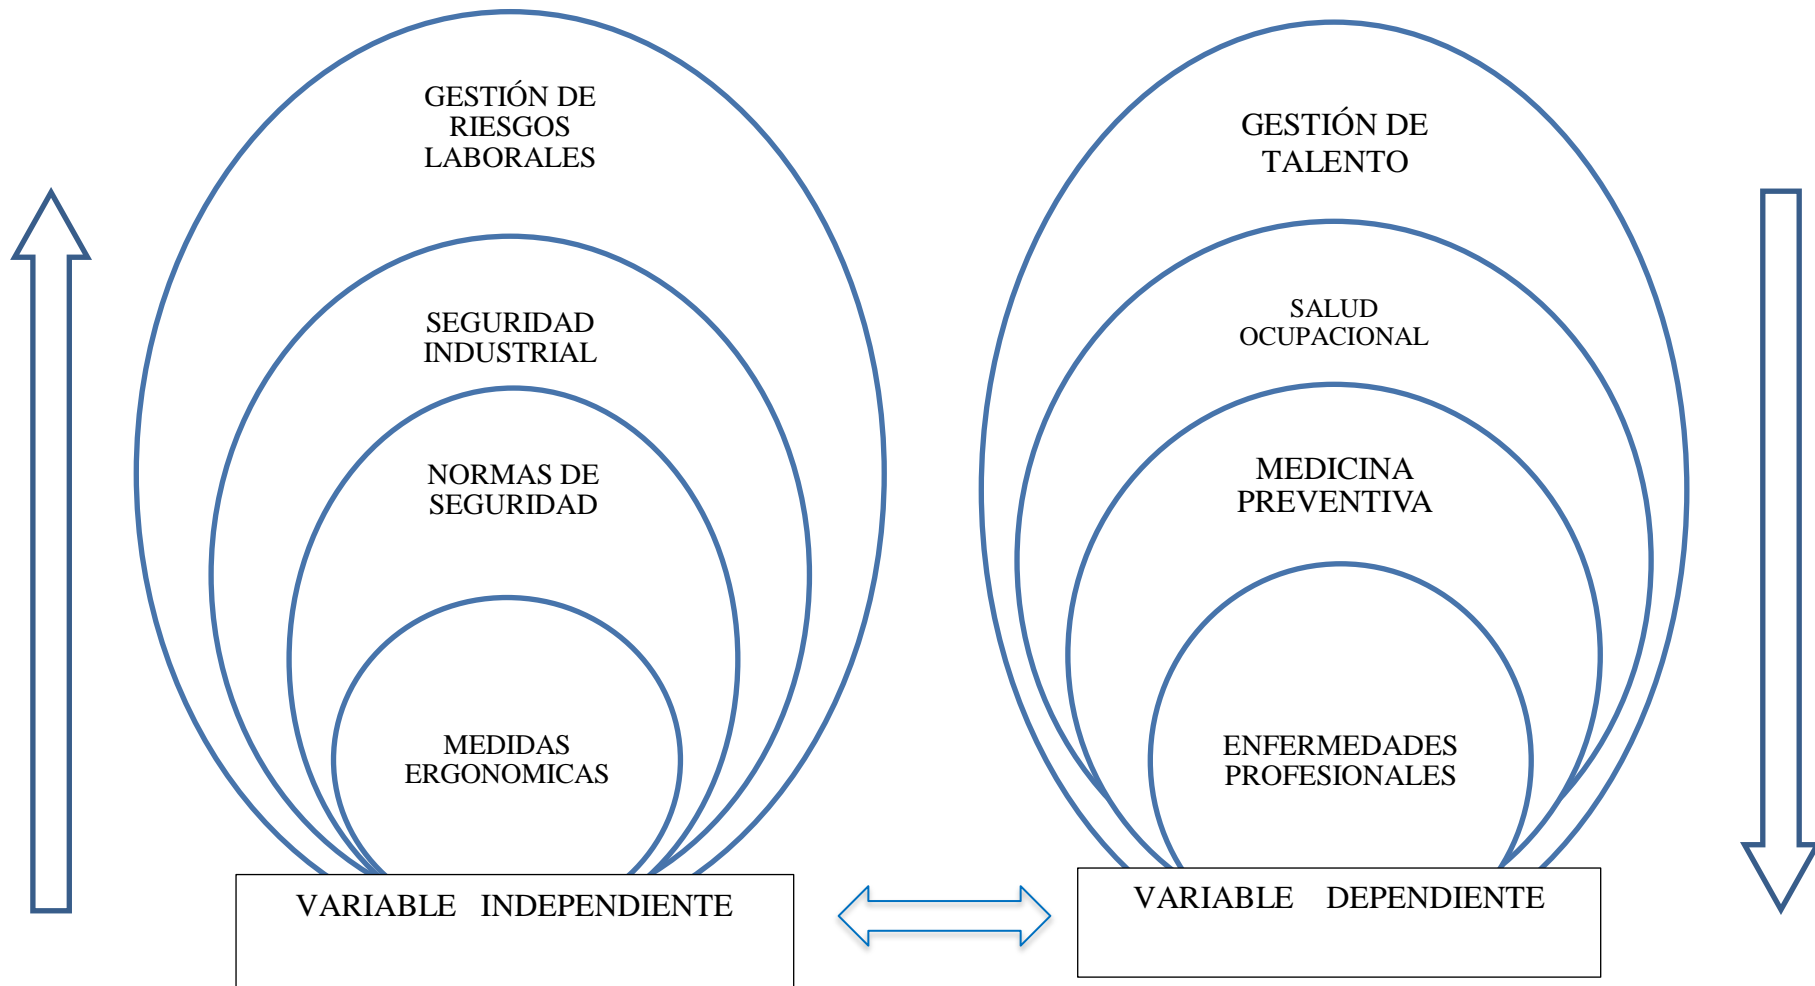 GESTIÓN DE
RIESGOS
LABORALES
SEGURIDAD
INDUSTRIAL
NORMAS DE
SEGURIDAD
MEDIDAS
ERGONOMICAS
VARIABLE INDEPENDIENTE
GESTIÓN DE
TALENTO
SALUD
OCUPACIONAL
MEDICINA
PREVENTIVA
ENFERMEDADES
PROFESIONALES
VARIABLE DEPENDIENTE